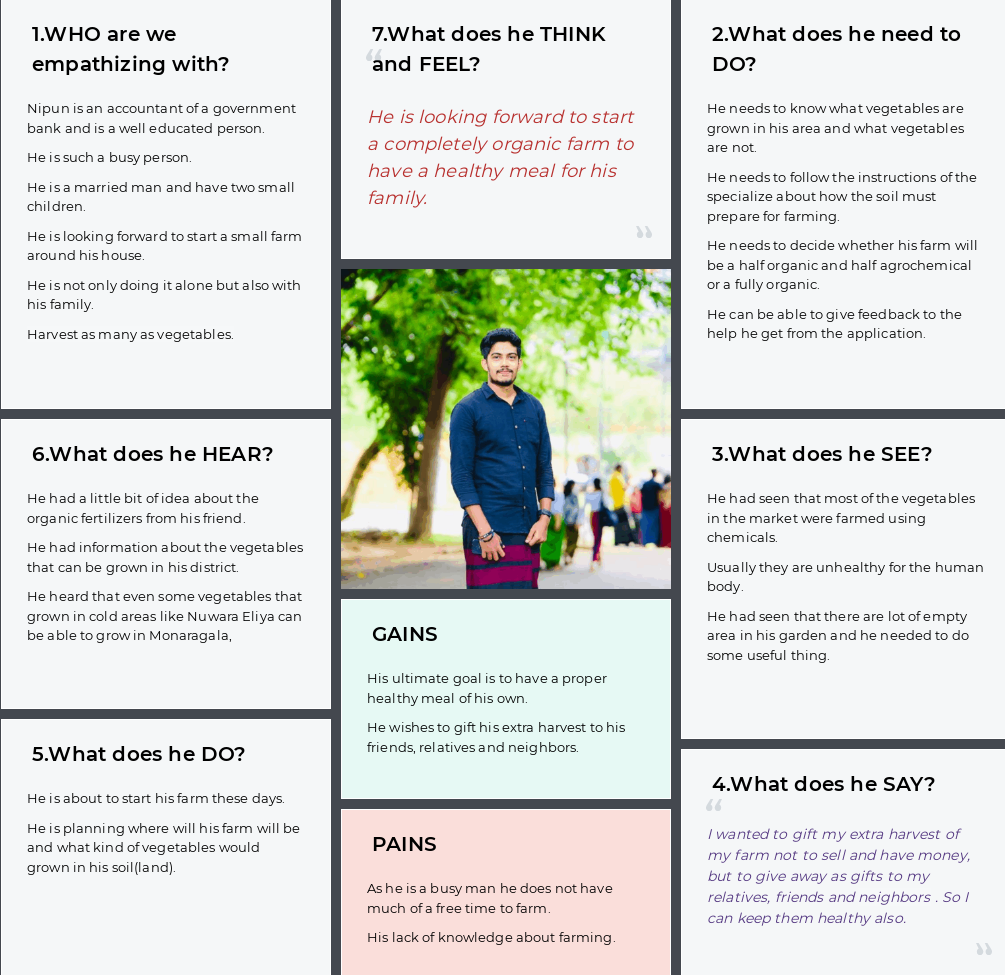 1.WHO are we
empathizing with?
Nipun is an accountant of a government
bank and is a well educated person.
He is such a busy person.
He is a married man and have two small
children.
He is looking forward to start a small farm
around his house.
He is not only doing it alone but also with
his family.
Harvest as many as vegetables.
7.What does he THINK
and FEEL?
He is looking forward to start
a completely organic farm to
have a healthy meal for his
family.
2.What does he need to
DO?
He needs to know what vegetables are
grown in his area and what vegetables
are not.
He needs to follow the instructions of the
specialize about how the soil must
prepare for farming.
He needs to decide whether his farm will
be a half organic and half agrochemical
or a fully organic.
He can be able to give feedback to the
help he get from the application.
6.What does he HEAR?
He had a little bit of idea about the
organic fertilizers from his friend.
He had information about the vegetables
that can be grown in his district.
He heard that even some vegetables that
grown in cold areas like Nuwara Eliya can
be able to grow in Monaragala,
3.What does he SEE?
He had seen that most of the vegetables
in the market were farmed using
chemicals.
Usually they are unhealthy for the human
body.
He had seen that there are lot of empty
area in his garden and he needed to do
some useful thing.
GAINS
His ultimate goal is to have a proper
healthy meal of his own.
He wishes to gift his extra harvest to his
friends, relatives and neighbors.
5.What does he DO?
He is about to start his farm these days.
He is planning where will his farm will be
and what kind of vegetables would
grown in his soil(land).
PAINS
As he is a busy man he does not have
much of a free time to farm.
His lack of knowledge about farming.
4.What does he SAY?
I wanted to gift my extra harvest of
my farm not to sell and have money,
but to give away as gifts to my
relatives, friends and neighbors . So I
can keep them healthy also.